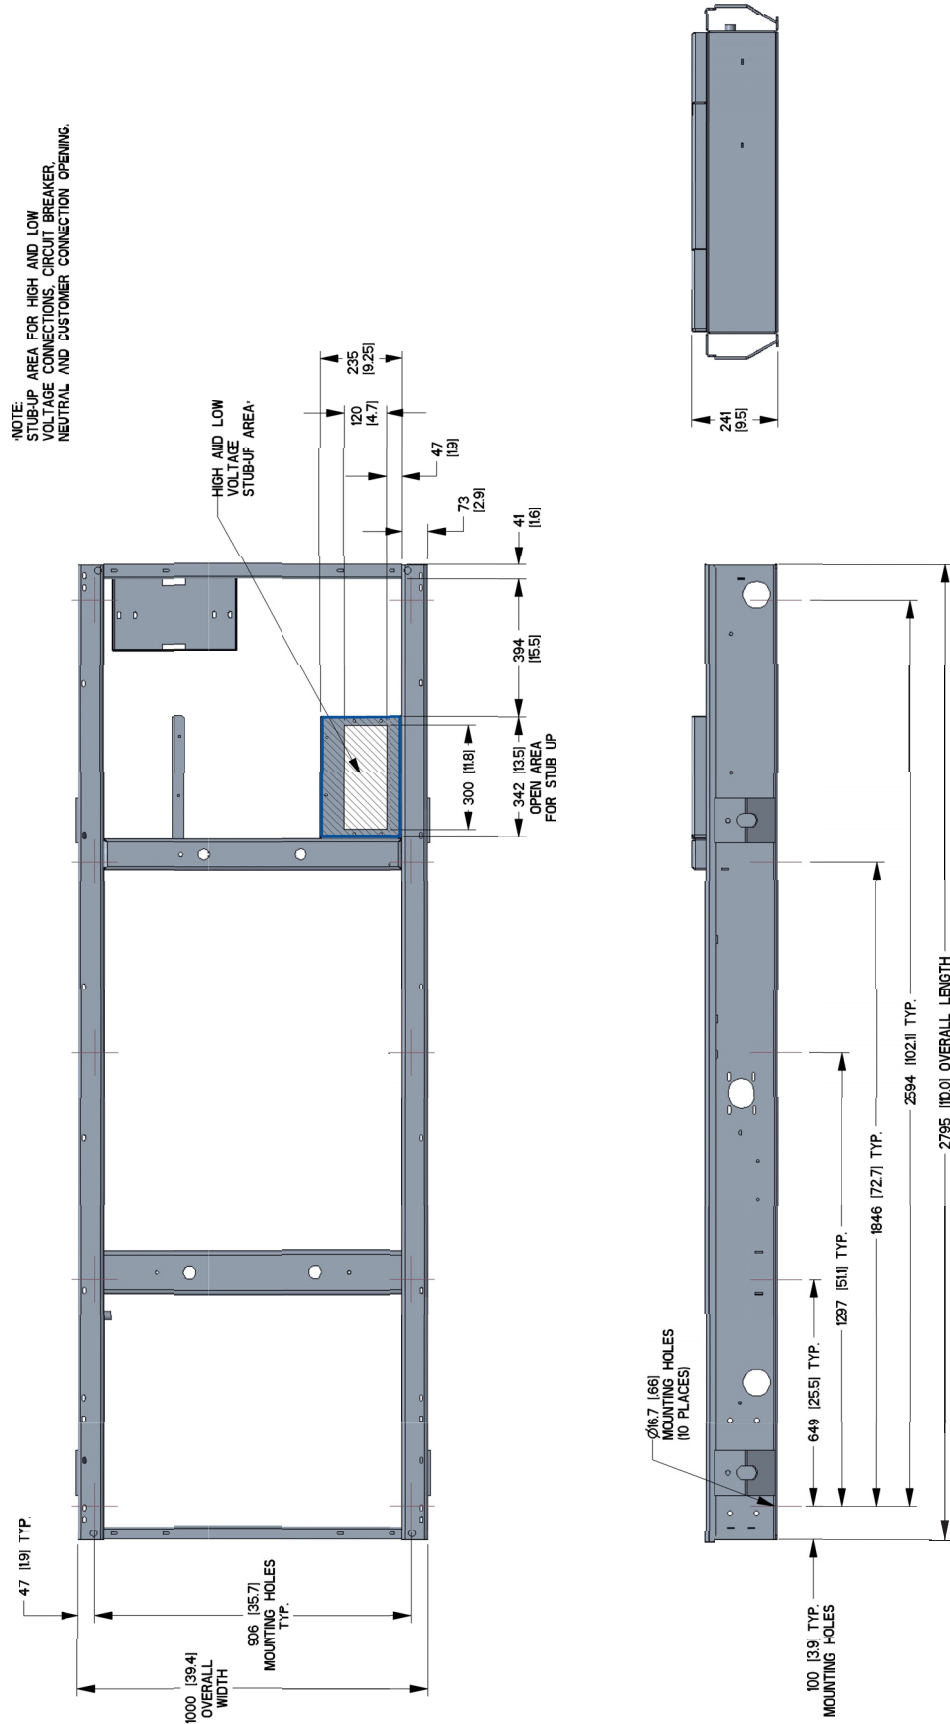 *NOTE:
STUB-UP AREA FOR HIGH AND LOW
VOLTAGE CONNECTIONS, CIRCUIT BREAKER,
NEUTRAL AND CUSTOMER CONNECTION OPENING.
HIGH AND LOW
VOLTAGE
STUB-UP AREA*
235
[9.25]
120
[4.7]
47
[1.9]
73
[2.9]
41
[1.6]
394
[15.5]
342 [13.5]
OPEN AREA
FOR STUB UP
300 [11.8]
47 [1.9] TYP.
906 [35.7]
MOUNTING HOLES
TYP.
1000 [39.4]
OVERALL
WIDTH
241
[9.5]
Ø16.7 [.66]
MOUNTING HOLES
(10 PLACES)
649 [25.5] TYP.
1297 [51.1] TYP.
1846 [72.7] TYP.
2594 [102.1] TYP.
2795 [110.0] OVERALL LENGTH
100 [3.9] TYP.
MOUNTING HOLES